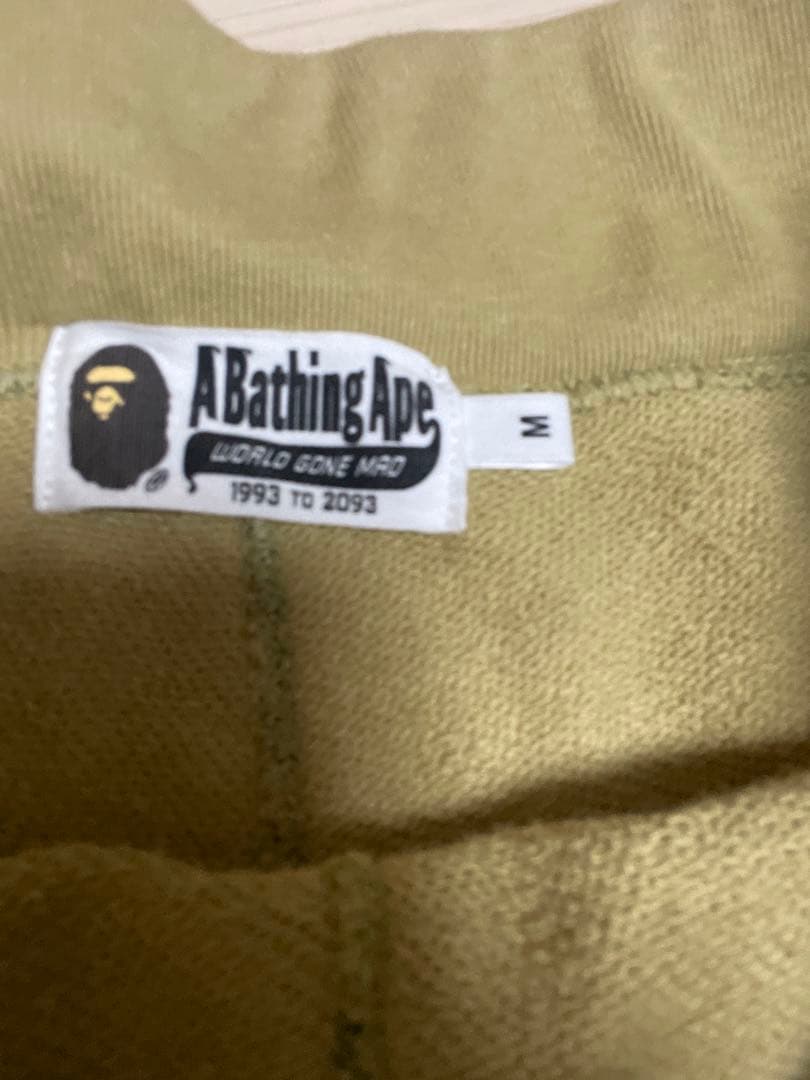 A Bathing Ape
WORLD GONE MAD
1993 TO 2093
®
M